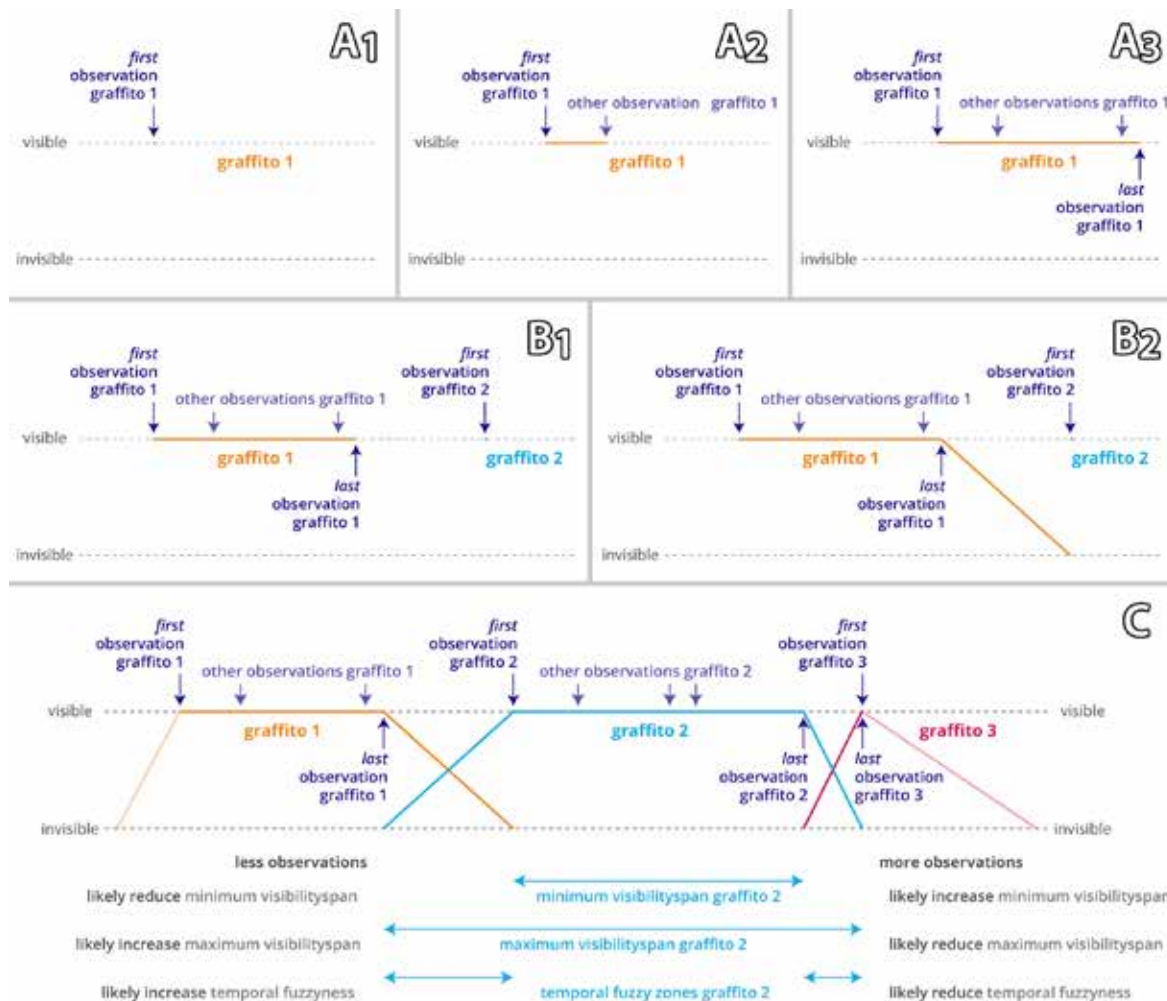 A1
first
observation
graffito 1
visible
graffito 1
invisible
A2
first
observation
graffito 1
other observation graffito 1
graffito 1
A3
first
observation
graffito 1
other observations graffito 1
graffito 1
last
observation
graffito 1
B1
first
observation
graffito 1
first
observation
graffito 2
other observations graffito 1
visible
graffito 1
graffito 2
last
observation
graffito 1
invisible
B2
first
observation
graffito 1
first
observation
graffito 2
other observations graffito 1
visible
graffito 1
graffito 2
last
observation
graffito 1
invisible
C
first
observation
graffito 1
first
observation
graffito 2
first
observation
graffito 3
other observations graffito 1
other observations graffito 2
visible
visible
graffito 1
graffito 2
graffito 3
last
observation
graffito 1
last
observation
graffito 2
last
observation
graffito 3
invisible
invisible
less observations
more observations
likely reduce minimum visibilityspan
minimum visibilityspan graffito 2
likely increase minimum visibilityspan
likely increase maximum visibilityspan
maximum visibilityspan graffito 2
likely reduce maximum visibilityspan
likely increase temporal fuzzyness
temporal fuzzy zones graffito 2
likely reduce temporal fuzzyness